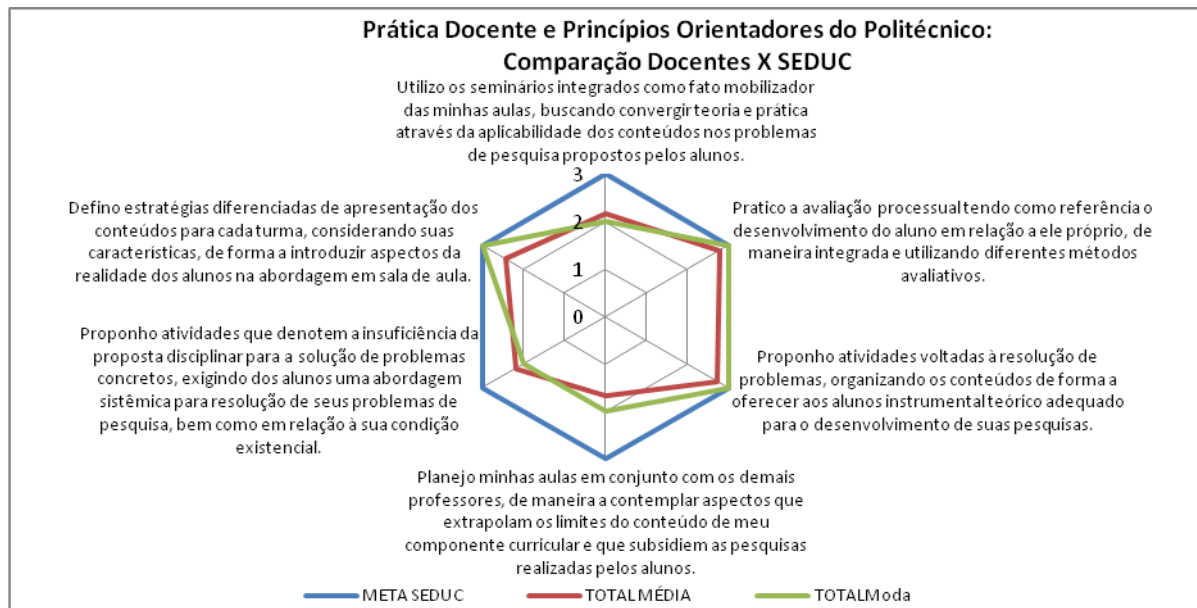 Prática Docente e Princípios Orientadores do Politécnico:
Comparação Docentes X SEDUC
Utilizo os seminários integrados como fato mobilizador
das minhas aulas, buscando convergir teoria e prática
através da aplicabilidade dos conteúdos nos problemas
de pesquisa propostos pelos alunos.
3
2
1
0
Pratico a avaliação processual tendo como referência o
desenvolvimento do aluno em relação a ele próprio, de
maneira integrada e utilizando diferentes métodos
avaliativos.
Proponho atividades voltadas à resolução de
problemas, organizando os conteúdos de forma a
oferecer aos alunos instrumental teórico adequado
para o desenvolvimento de suas pesquisas.
Planejo minhas aulas em conjunto com os demais
professores, de maneira a contemplar aspectos que
extrapolam os limites do conteúdo de meu
componente curricular e que subsidiem as pesquisas
realizadas pelos alunos.
Proponho atividades que denotem a insuficiência da
proposta disciplinar para a solução de problemas
concretos, exigindo dos alunos uma abordagem
sistêmica para resolução de seus problemas de
pesquisa, bem como em relação à sua condição
existencial.
Defino estratégias diferenciadas de apresentação dos
conteúdos para cada turma, considerando suas
características, de forma a introduzir aspectos da
realidade dos alunos na abordagem em sala de aula.
META SEDUC
TOTAL MÉDIA
TOTAL Moda